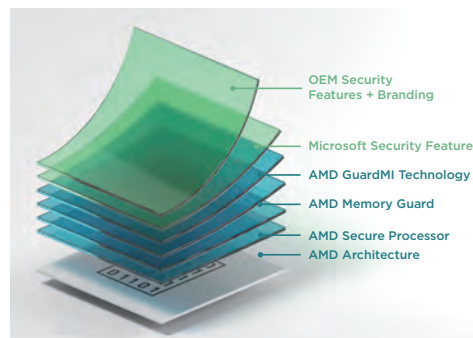 OEM Security
Features + Branding
Microsoft Security Feature
AMD GuardMI Technology
AMD Memory Guard
AMD Secure Processor
AMD Architecture